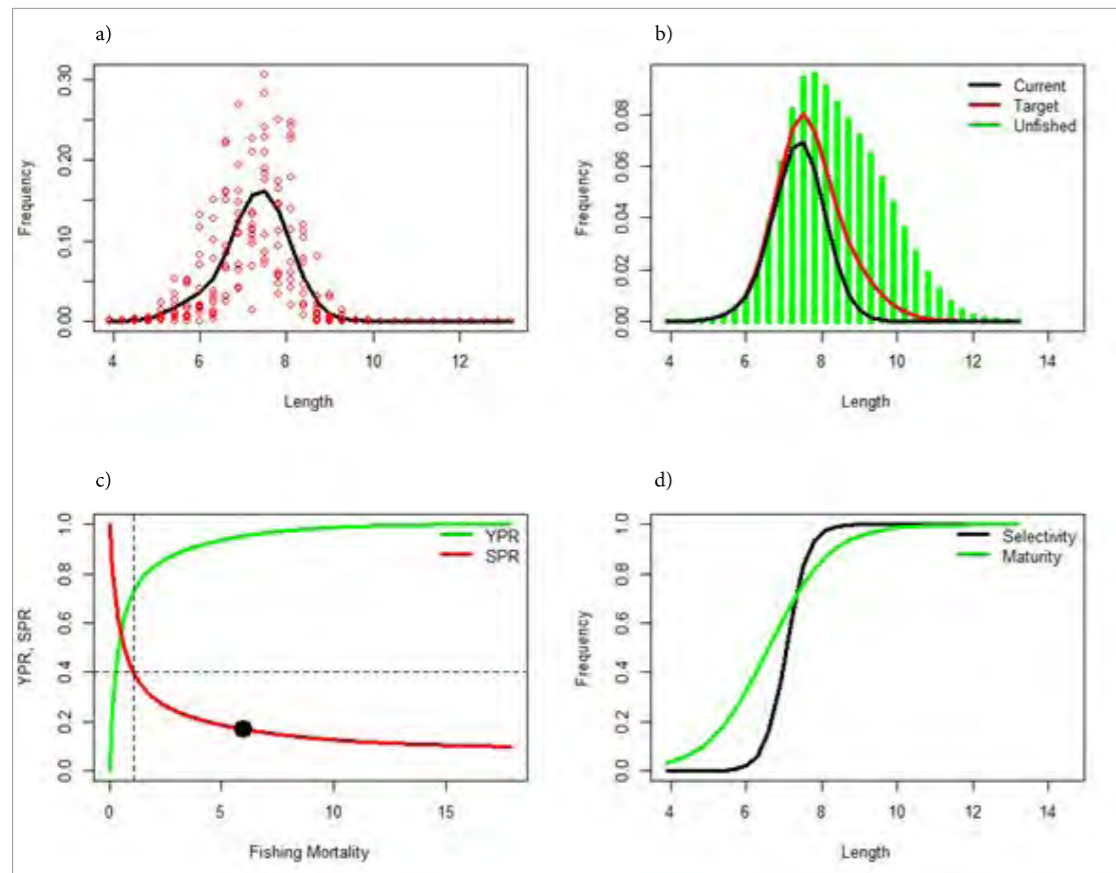 a)
Frequency
0.30
0.20
0.10
0.00
4 6 8 10 12
Length
b)
Frequency
0.08
0.06
0.04
0.02
0.00
Current
Target
Unfished
4 6 8 10 12 14
Length
c)
YPR, SPR
1.0
0.8
0.6
0.4
0.2
0.0
YPR
SPR
0 5 10 15
Fishing Mortality
d)
Frequency
1.0
0.8
0.6
0.4
0.2
0.0
Selectivity
Maturity
4 6 8 10 12 14
Length